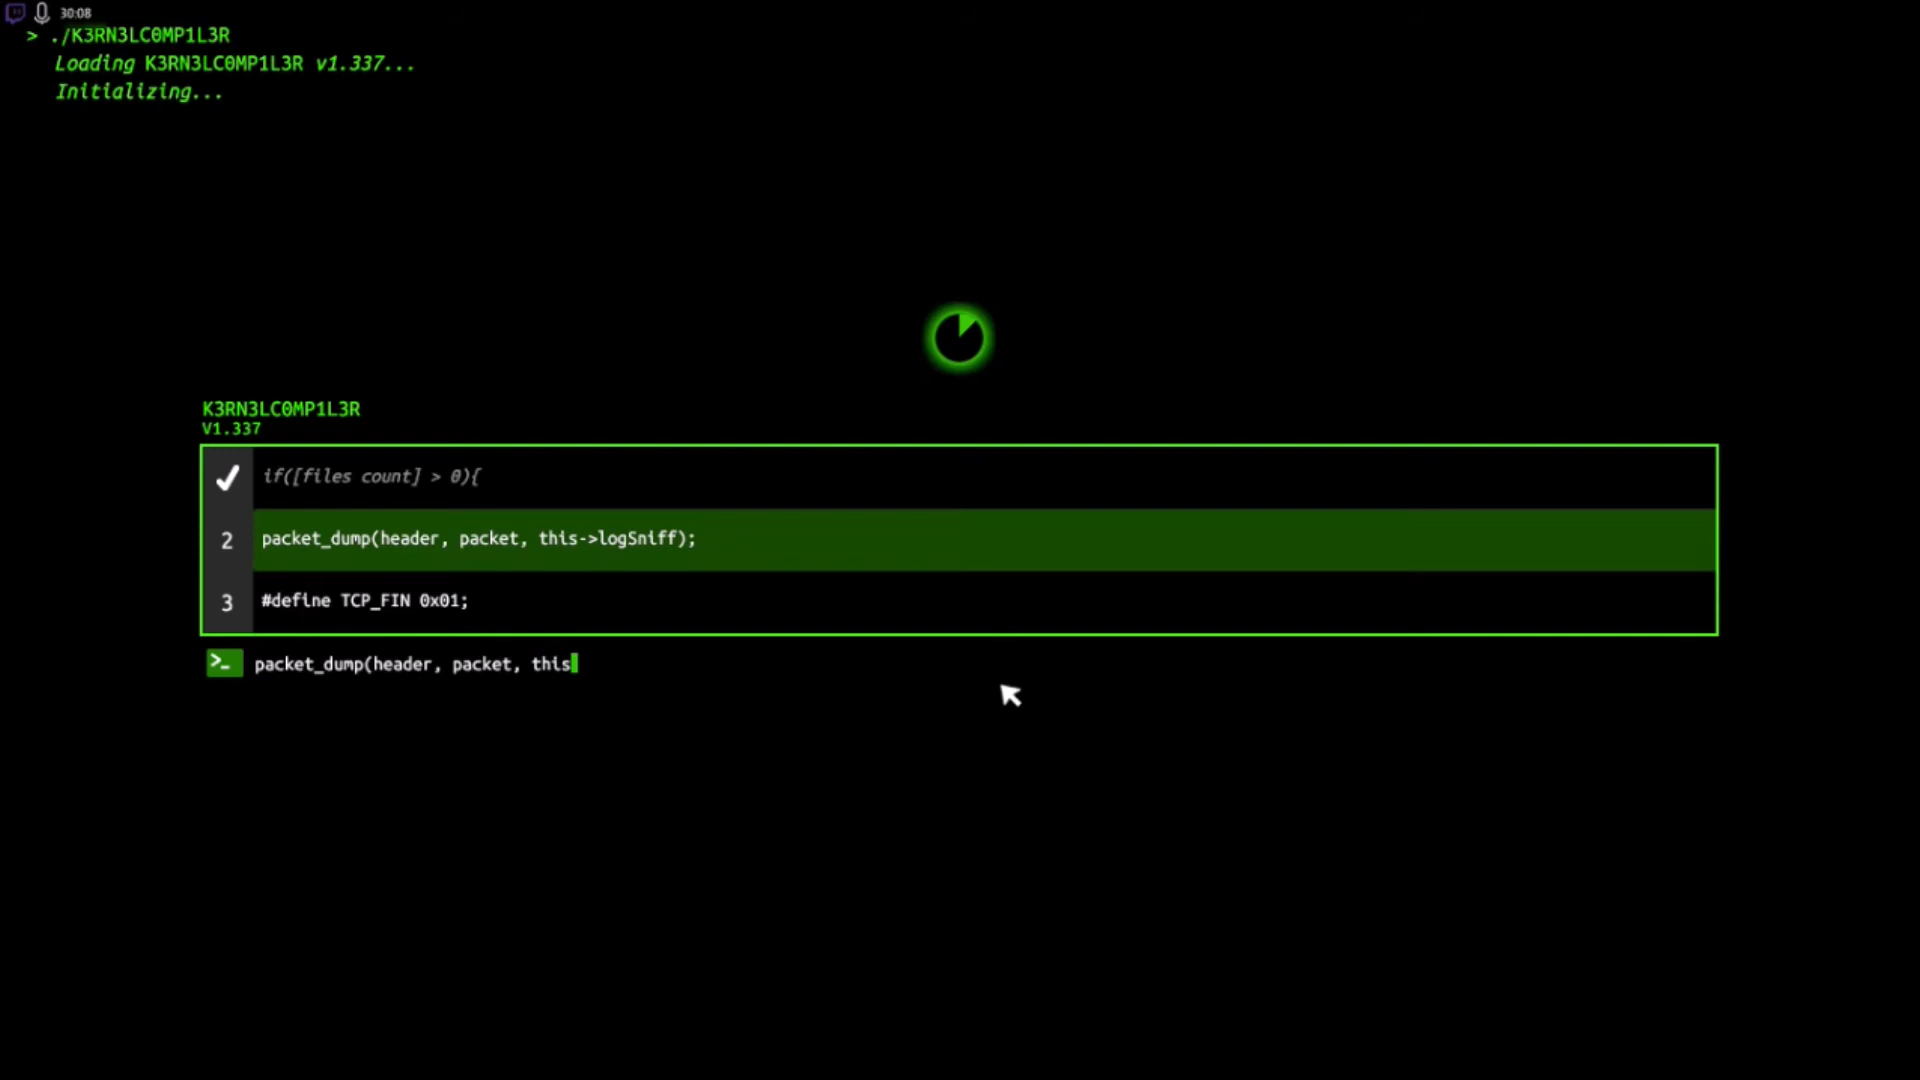 30:08
> ./K3RN3LC0MP1L3R
Loading K3RN3LC0MP1L3R v1.337...
Initializing...
K3RN3LC0MP1L3R
V1.337
if([files count] > 0){
2 packet_dump(header, packet, this->logSniff);
3 #define TCP_FIN 0x01;
>_ packet_dump(header, packet, this